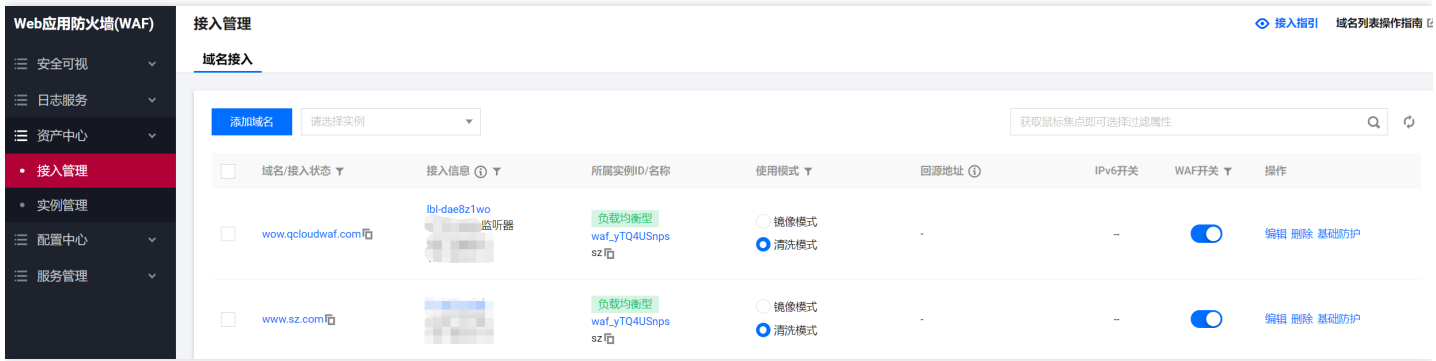 Web应用防火墙(WAF)
安全可视
日志服务
资产中心
接入管理
实例管理
配置中心
服务管理
接入管理
接入指引 域名列表操作指南
域名接入
添加域名 请选择实例 获取鼠标焦点即可选择过滤属性
域名/接入状态 接入信息 所属实例ID/名称 使用模式 回源地址 IPv6开关 WAF开关 操作
lbl-dae8z1wo
监听器
wow.qcloudwaf.com
负载均衡型
waf_yTQ4USnps
sz
镜像模式
清洗模式
-
--
编辑 删除 基础防护
www.sz.com
负载均衡型
waf_yTQ4USnps
sz
镜像模式
清洗模式
-
--
编辑 删除 基础防护